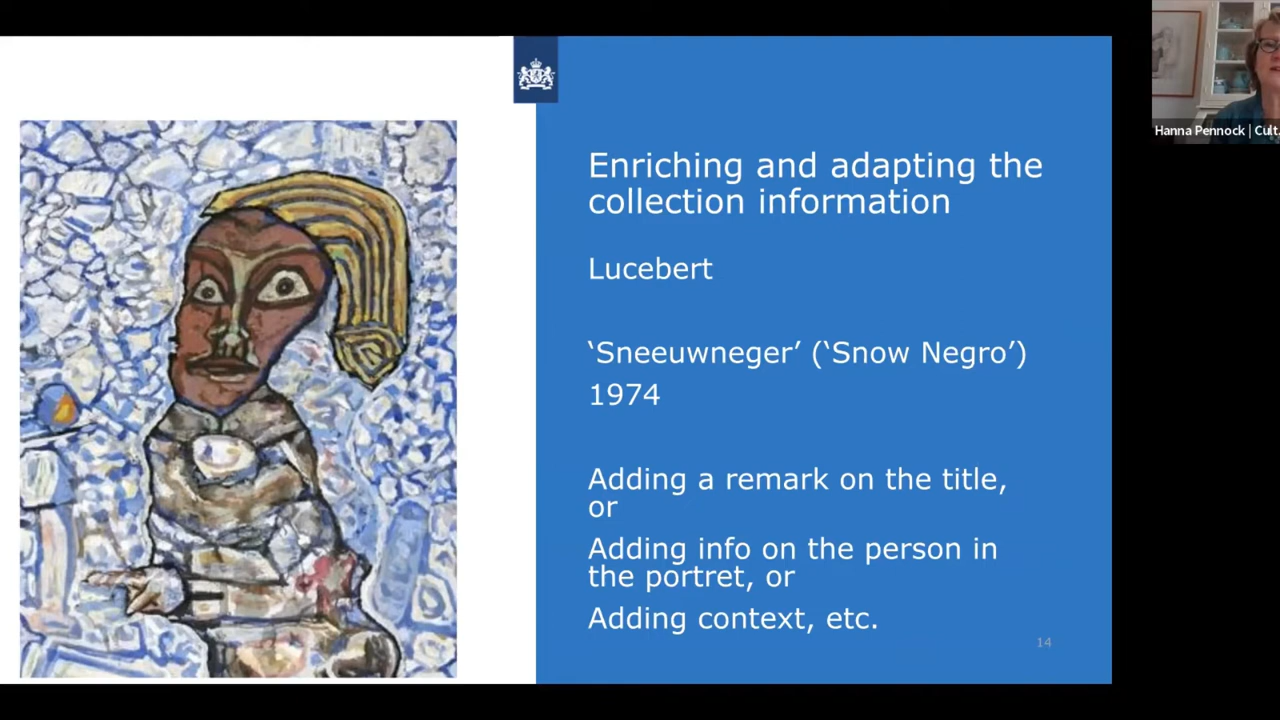 Enriching and adapting the
collection information
Lucebert
‘Sneeuwneger’ (‘Snow Negro’)
1974
Adding a remark on the title,
or
Adding info on the person in
the portret, or
Adding context, etc.
14
Hanna Pennock | Cult.